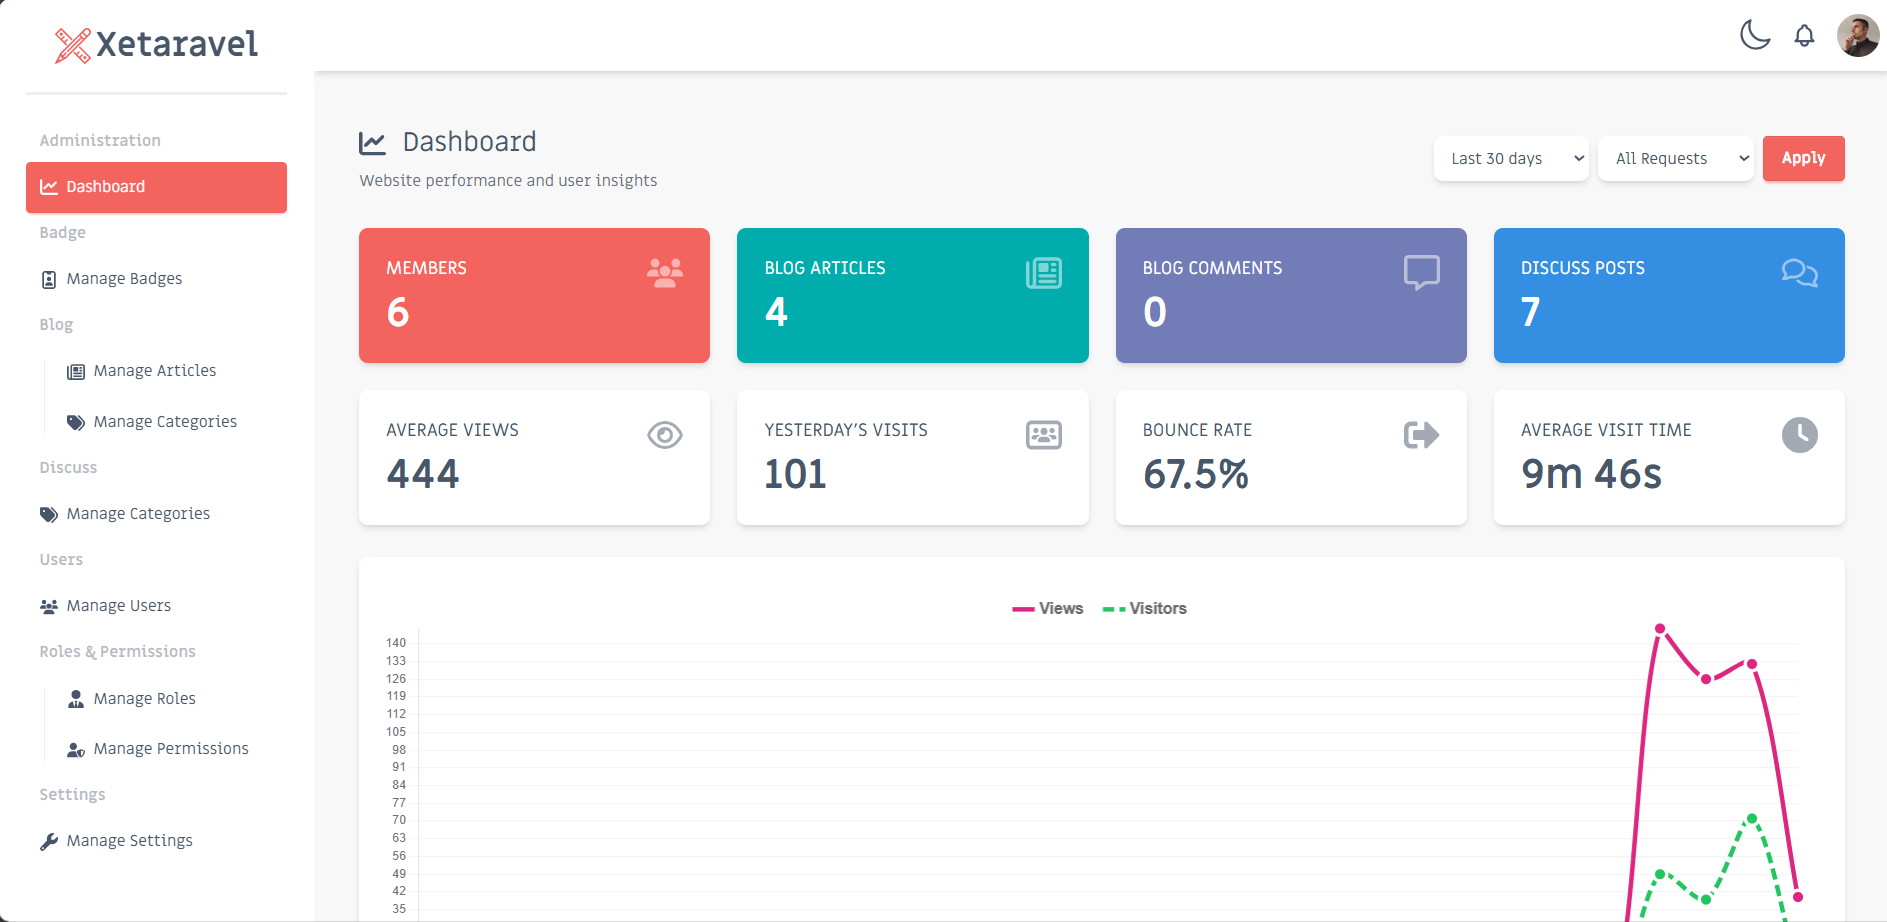 Xetaravel
Administration
Dashboard
Badge
Manage Badges
Blog
Manage Articles
Manage Categories
Discuss
Manage Categories
Users
Manage Users
Roles & Permissions
Manage Roles
Manage Permissions
Settings
Manage Settings
Dashboard
Website performance and user insights
Last 30 days
All Requests
Apply
MEMBERS
6
BLOG ARTICLES
4
BLOG COMMENTS
0
DISCUSS POSTS
7
AVERAGE VIEWS
444
YESTERDAY'S VISITS
101
BOUNCE RATE
67.5%
AVERAGE VISIT TIME
9m 46s
Views
Visitors
140
133
126
119
112
105
98
91
84
77
70
63
56
49
42
35